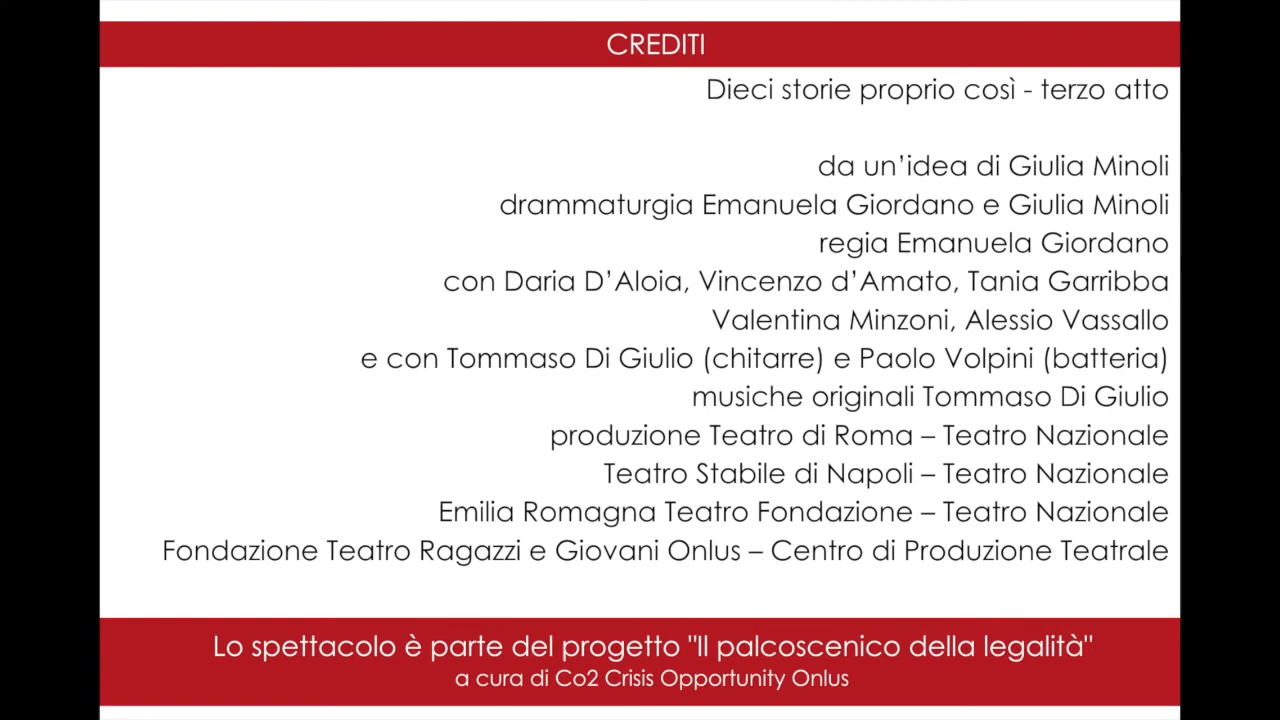 CREDITI
Dieci storie proprio così - terzo atto
da un’idea di Giulia Minoli
drammaturgia Emanuela Giordano e Giulia Minoli
regia Emanuela Giordano
con Daria D’Aloia, Vincenzo d’Amato, Tania Garribba
Valentina Minzoni, Alessio Vassallo
e con Tommaso Di Giulio (chitarre) e Paolo Volpini (batteria)
musiche originali Tommaso Di Giulio
produzione Teatro di Roma – Teatro Nazionale
Teatro Stabile di Napoli – Teatro Nazionale
Emilia Romagna Teatro Fondazione – Teatro Nazionale
Fondazione Teatro Ragazzi e Giovani Onlus – Centro di Produzione Teatrale
Lo spettacolo è parte del progetto "Il palcoscenico della legalità"
a cura di Co2 Crisis Opportunity Onlus